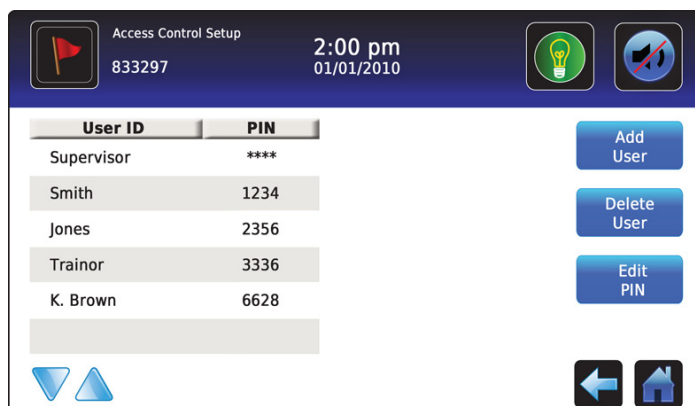 Access Control Setup
833297
2:00 pm
01/01/2010
User ID PIN
Supervisor ****
Smith 1234
Jones 2356
Trainor 3336
K. Brown 6628
Add
User
Delete
User
Edit
PIN